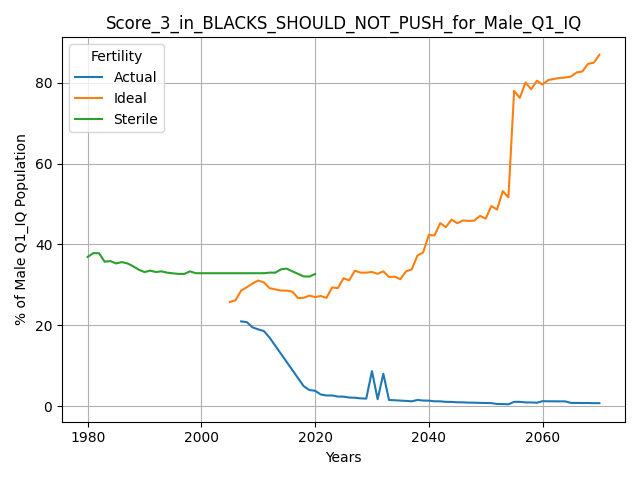 Score_3_in_BLACKS_SHOULD_NOT_PUSH_for_Male_Q1_IQ
Fertility
Actual
Ideal
Sterile
% of Male Q1_IQ Population
80
60
40
20
0
1980 2000 2020 2040 2060
Years